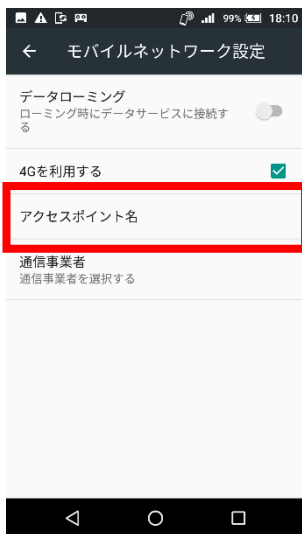 99% 18:10
モバイルネットワーク設定
データローミング
ローミング時にデータサービスに接続す
る
4Gを利用する
アクセスポイント名
通信事業者
通信事業者を選択する